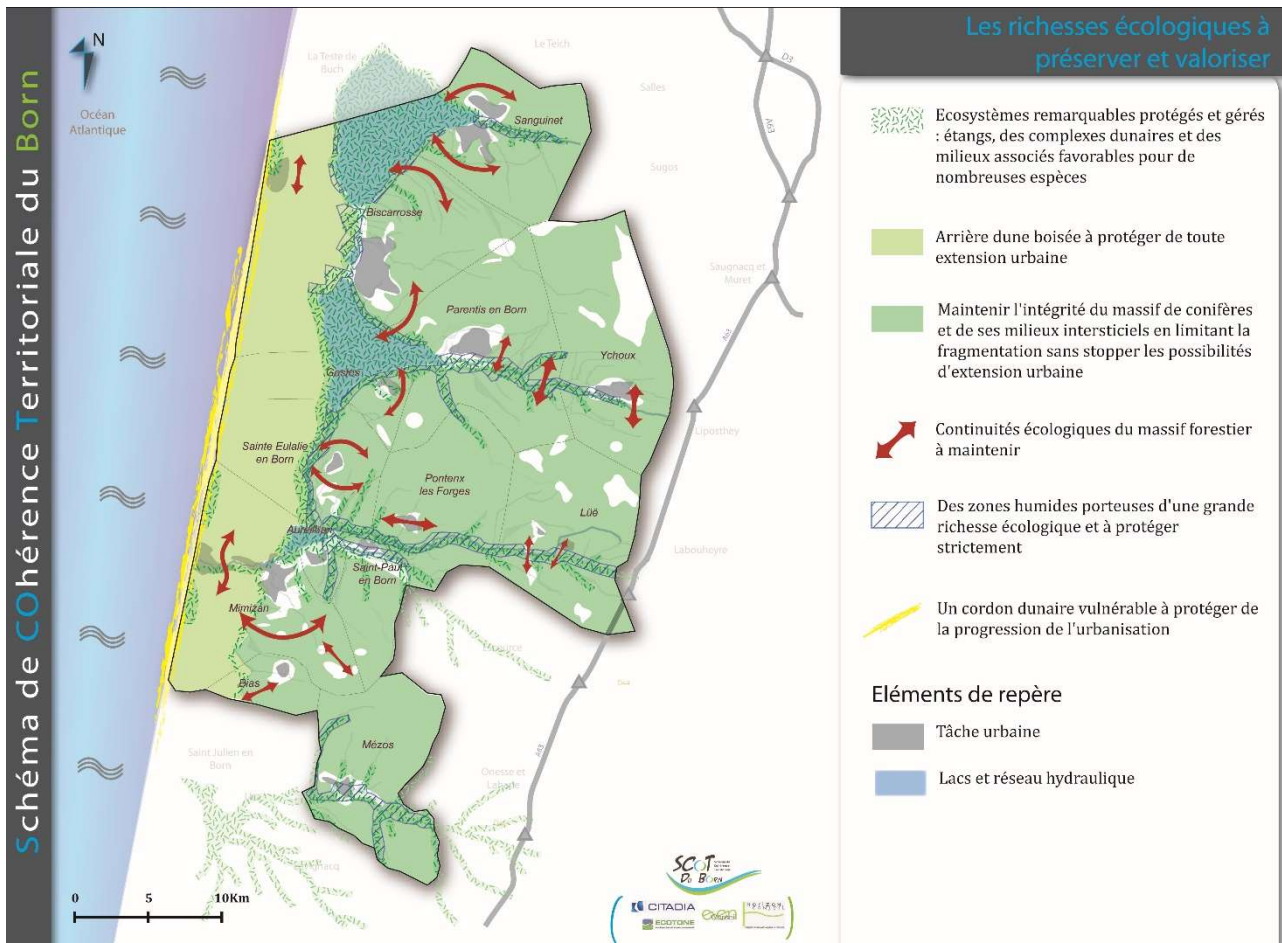 Schéma de COhérence Territoriale du Born
N
Océan
Atlantique
La Teste de
Buch
Le Teich
Salles
D3
A63
Sanguinet
Sugos
Biscarrosse
Saugnacq et
Muret
Parentis en Born
Ychoux
A63
Gastes
Liposthey
Sainte Eulalie
en Born
Pontenx
les Forges
Lüë
Aureilhan
Labouheyre
Saint-Paul
en Born
Mimizan
Bias
Mézos
Saint Julien en
Born
Onesse et
Laharie
A63
0 5 10Km
SCOT
DU BORN
CITADIA
ECOTONE
Les richesses écologiques à
préserver et valoriser
Ecosystèmes remarquables protégés et gérés
: étangs, des complexes dunaires et des
milieux associés favorables pour de
nombreuses espèces
Arrière dune boisée à protéger de toute
extension urbaine
Maintenir l'intégrité du massif de conifères
et de ses milieux intersticiels en limitant la
fragmentation sans stopper les possibilités
d'extension urbaine
Continuités écologiques du massif forestier
à maintenir
Des zones humides porteuses d'une grande
richesse écologique et à protéger
strictement
Un cordon dunaire vulnérable à protéger de
la progression de l'urbanisation
Eléments de repère
Tâche urbaine
Lacs et réseau hydraulique